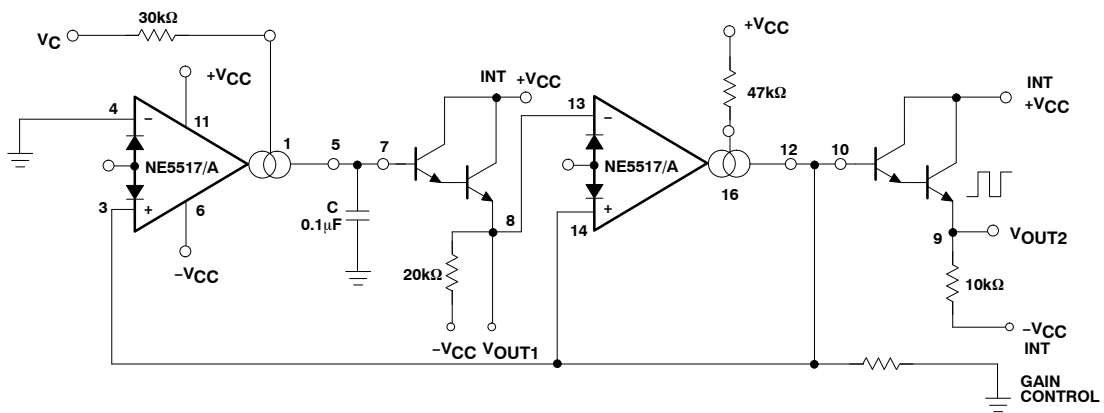 30kΩ
VC
+VCC
4
−
11
NE5517/A
1
5
7
3
+
6
−VCC
C
0.1μF
INT
+VCC
8
20kΩ
−VCC
VOUT1
13
−
NE5517/A
14
+
+VCC
47kΩ
12
10
16
INT
+VCC
9
VOUT2
10kΩ
−VCC
INT
GAIN
CONTROL